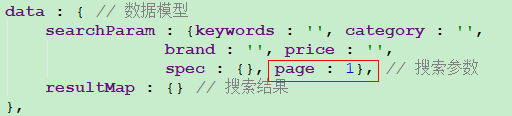 data : { // 数据模型
searchParam : {keywords : '', category : '',
brand : '', price : '',
spec : {}, page : 1}, // 搜索参数
resultMap : {} // 搜索结果
},